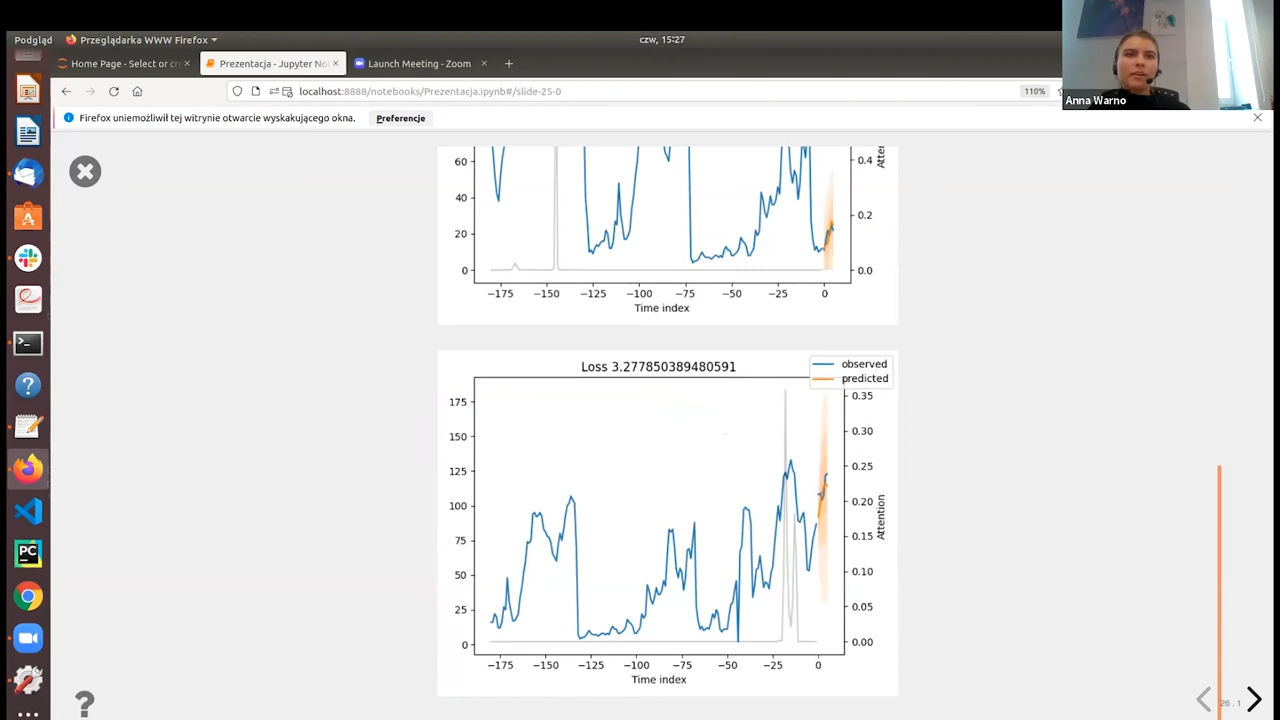 Podgląd
Przeglądarka WWW Firefox
czw, 15:27
Home Page - Select or cr
Prezentacja - Jupyter Not
Launch Meeting - Zoom
localhost:8888/notebooks/Prezentacja.ipynb#/slide-25-0
110%
Anna Warno
Firefox uniemożliwił tej witrynie otwarcie wyskakującego okna.
Preferencje
60
40
20
0
0.4
0.2
0.0
Atte
−175 −150 −125 −100 −75 −50 −25 0
Time index
Loss 3.277850389480591
observed
predicted
175
150
125
100
75
50
25
0
0.35
0.30
0.25
0.20
0.15
0.10
0.05
0.00
Attention
−175 −150 −125 −100 −75 −50 −25 0
Time index
PC
?
?
26.1